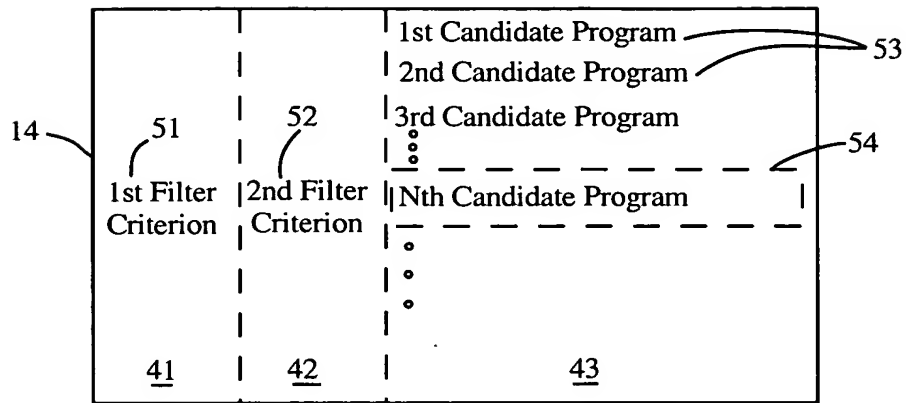 1st Candidate Program
53
2nd Candidate Program
14
51
52
3rd Candidate Program
54
1st Filter
Criterion
2nd Filter
Criterion
Nth Candidate Program
41
42
43